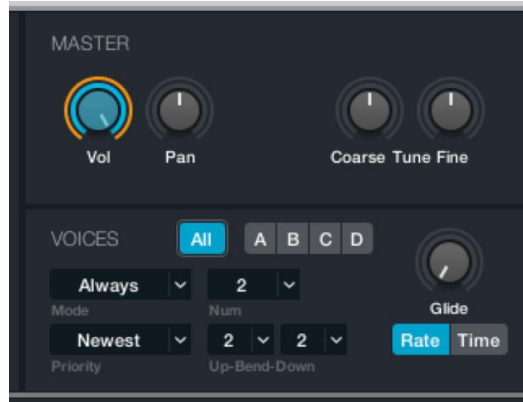 MASTER
Vol Pan Coarse Tune Fine
VOICES All A B C D
Always 2
Mode Num Glide
Newest 2 2 Rate Time
Priority Up-Bend-Down